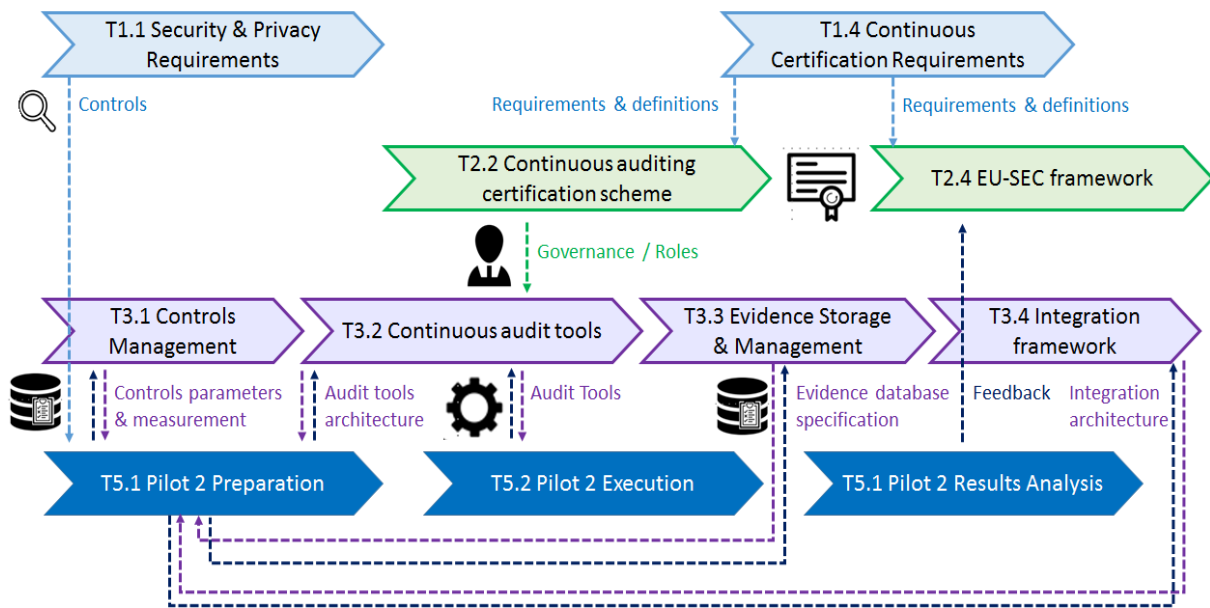 T1.1 Security & Privacy
Requirements
T1.4 Continuous
Certification Requirements
Controls
Requirements & definitions
Requirements & definitions
T2.2 Continuous auditing
certification scheme
T2.4 EU-SEC framework
Governance / Roles
T3.1 Controls
Management
T3.2 Continuous audit tools
T3.3 Evidence Storage
& Management
T3.4 Integration
framework
Controls parameters
& measurement
Audit tools
architecture
Audit Tools
Evidence database
specification
Feedback
Integration
architecture
T5.1 Pilot 2 Preparation
T5.2 Pilot 2 Execution
T5.1 Pilot 2 Results Analysis